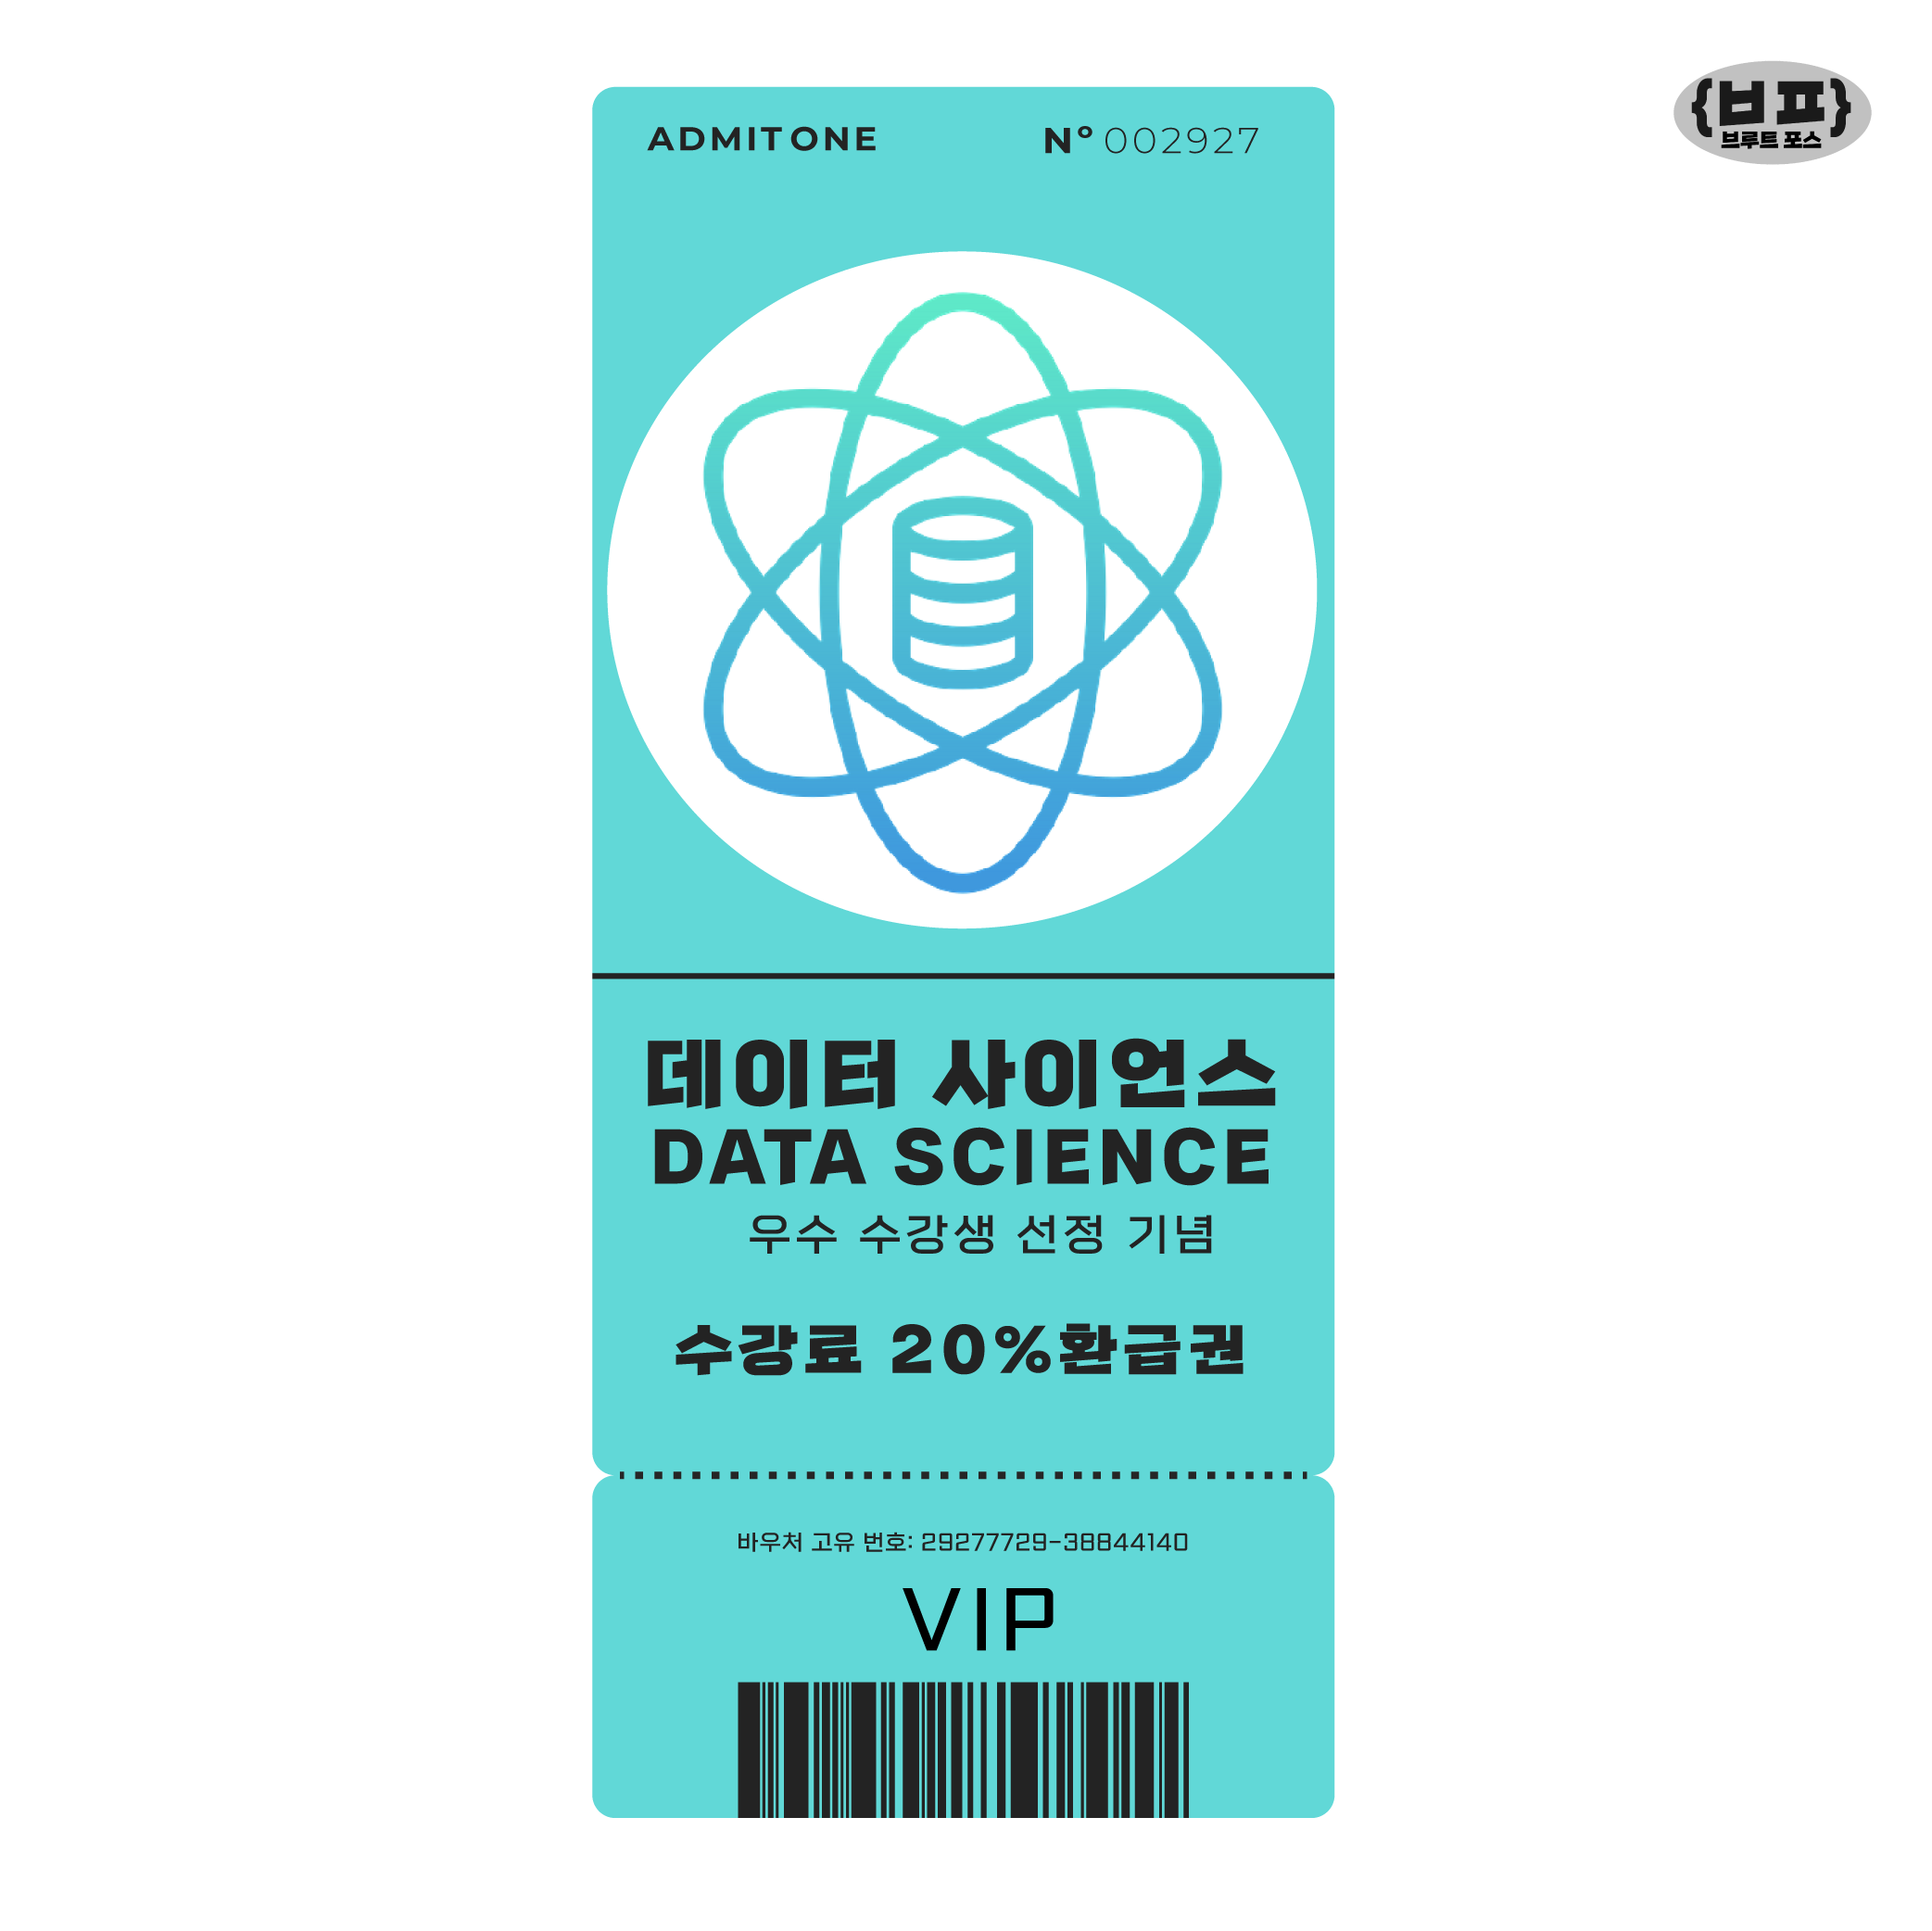 ADMIT ONE
Nº 002927
{브프}
브루트 포스
데이터 사이언스
DATA SCIENCE
우수 수강생 선정 기념
수강료 20%환급권
바우처 고유 번호: 29277729-38844140
VIP